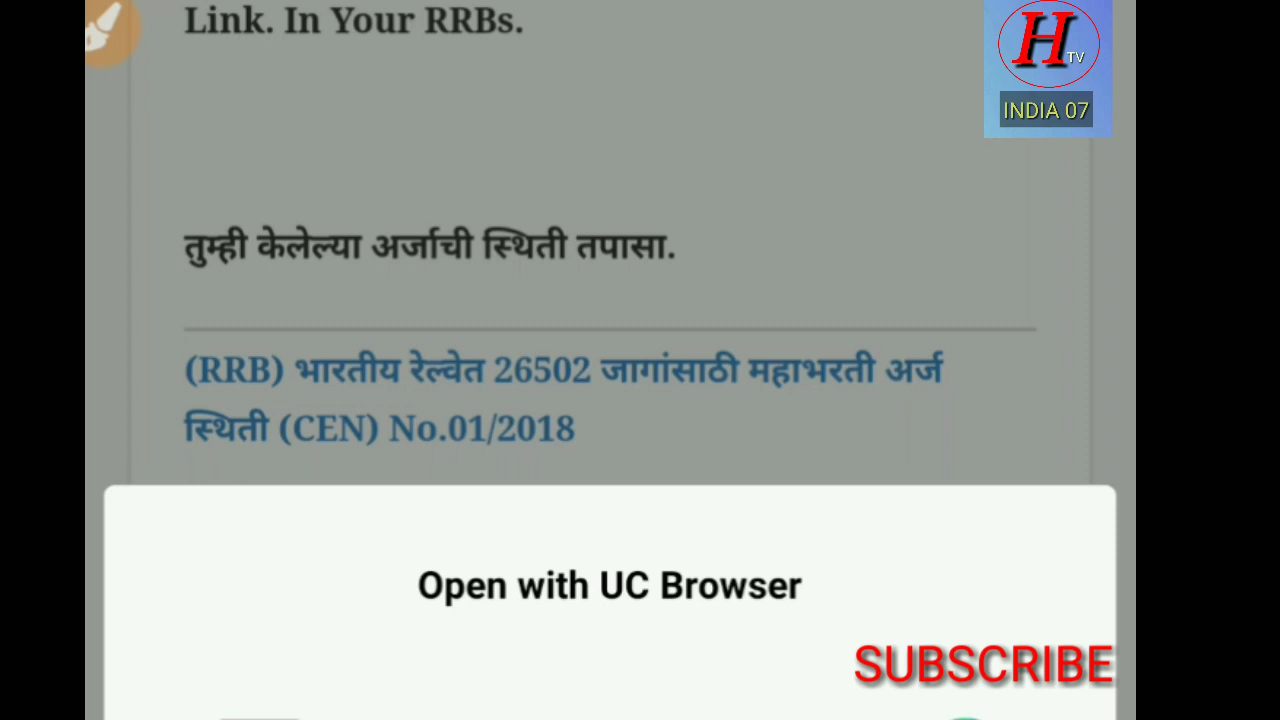 Link. In Your RRBs.
H TV
INDIA 07
तुम्ही केलेल्या अर्जाची स्थिती तपासा.
(RRB) भारतीय रेल्वेत 26502 जागांसाठी महाभरती अर्ज
स्थिती (CEN) No.01/2018
Open with UC Browser
SUBSCRIBE